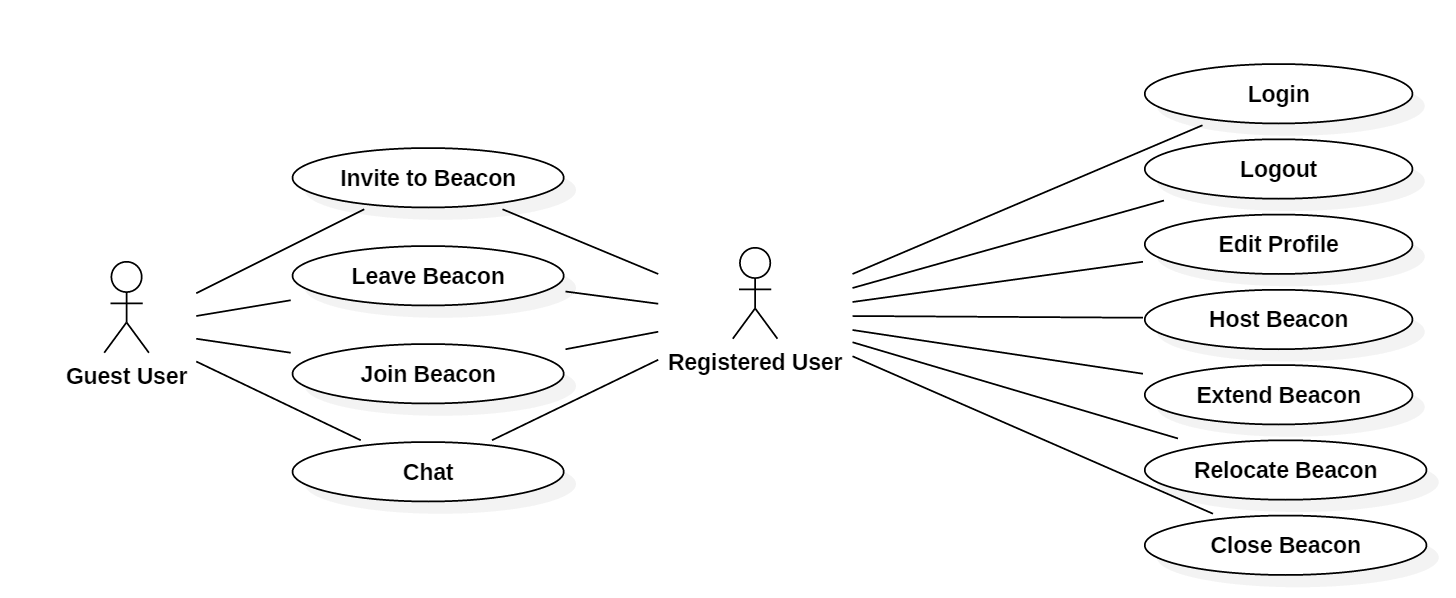 Guest User
Invite to Beacon
Leave Beacon
Join Beacon
Chat
Registered User
Login
Logout
Edit Profile
Host Beacon
Extend Beacon
Relocate Beacon
Close Beacon